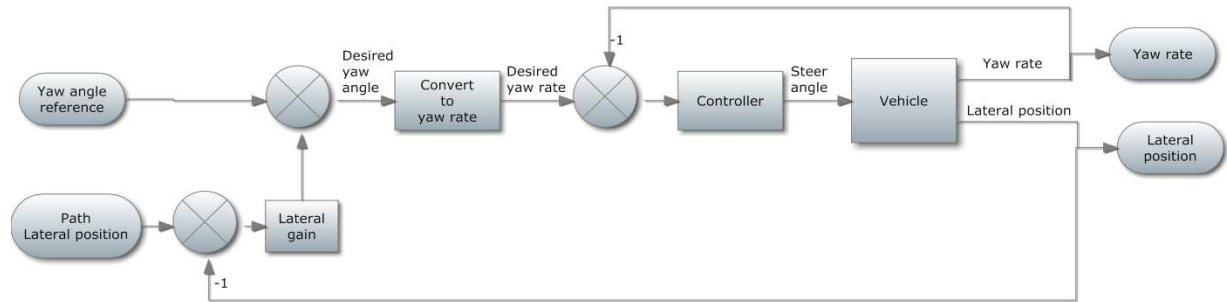 -1
Yaw rate
Yaw rate
Desired
yaw
angle
Desired
yaw rate
Steer
angle
Yaw angle
reference
Convert
to
yaw rate
Controller
Vehicle
Lateral position
Lateral
position
Path
Lateral position
Lateral
gain
-1